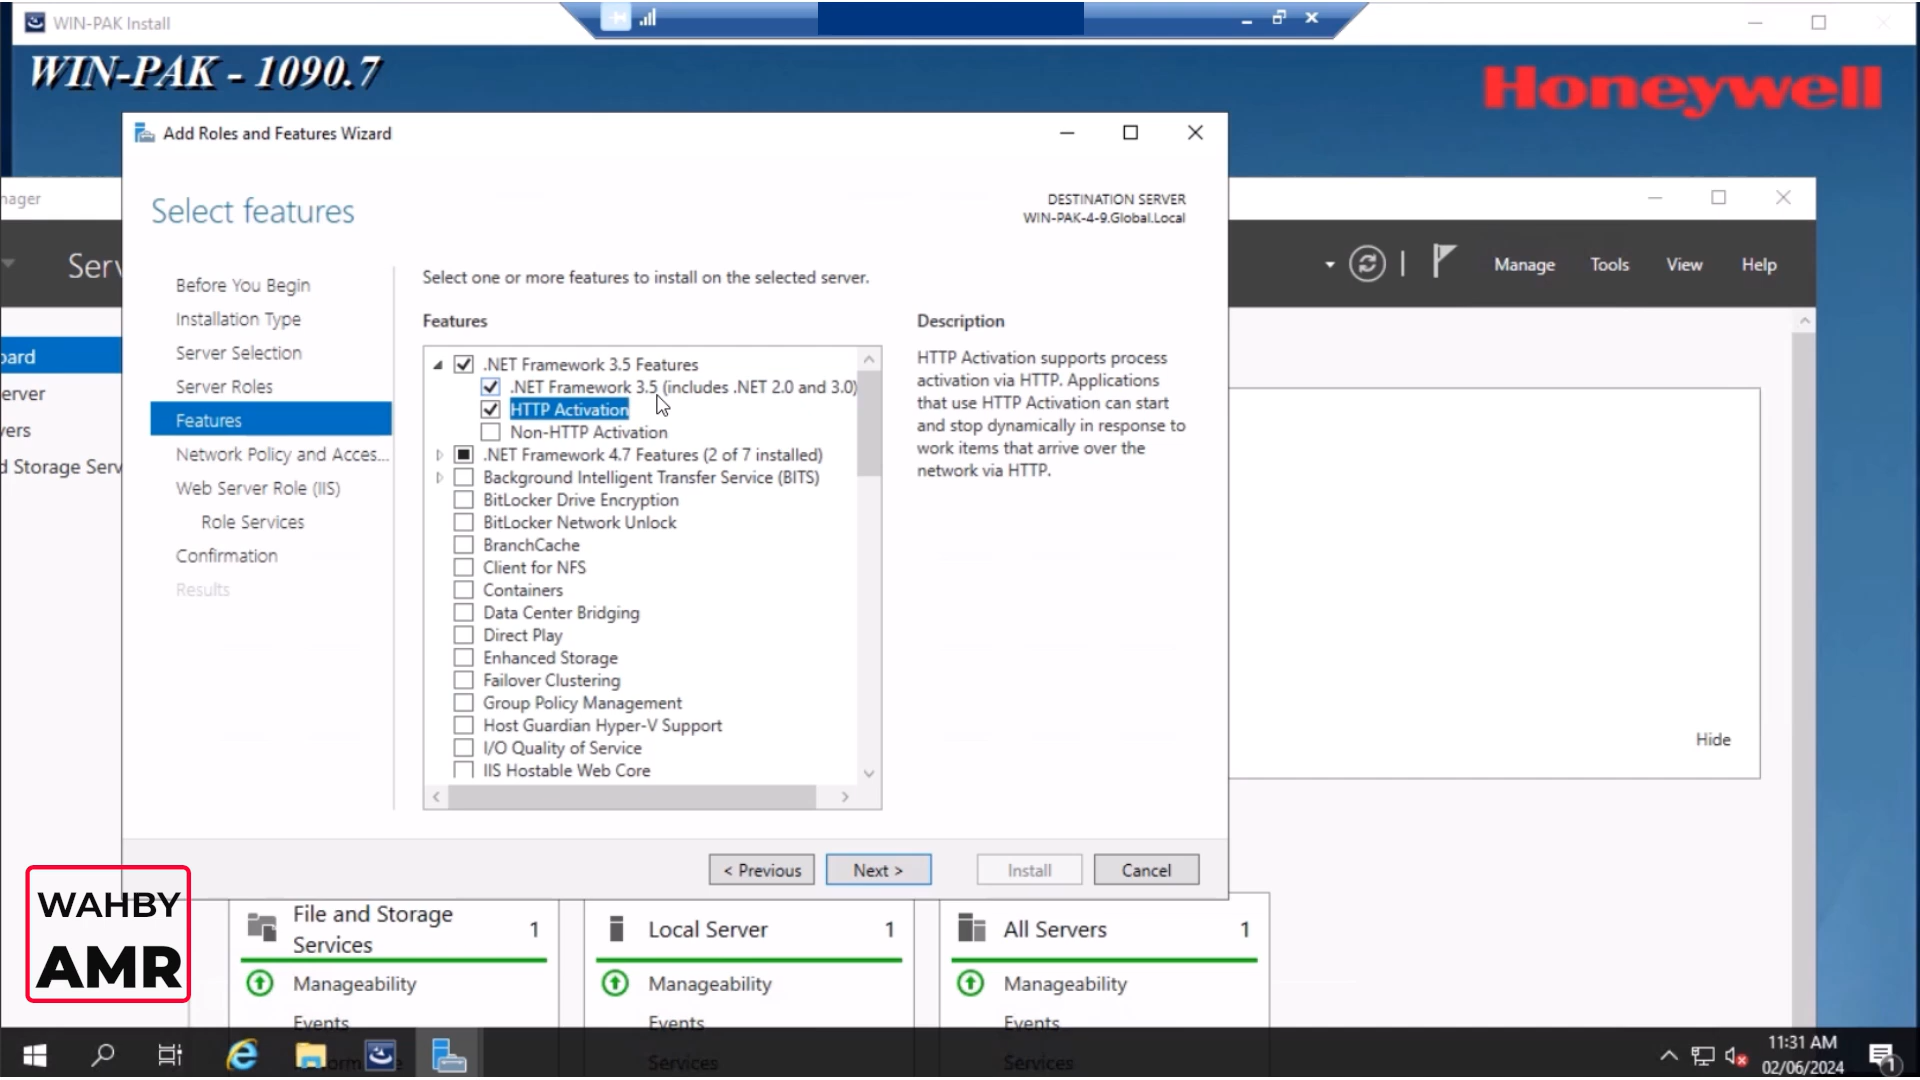 WIN-PAK Install
WIN-PAK - 1090.7
Honeywell
Add Roles and Features Wizard
nager
Select features
DESTINATION SERVER
WIN-PAK-4-9.Global.Local
Serv
Manage
Tools
View
Help
Before You Begin
Installation Type
Server Selection
Server Roles
Features
Network Policy and Acces...
Web Server Role (IIS)
Role Services
Confirmation
Results
oard
erver
vers
d Storage Serv
Select one or more features to install on the selected server.
Features
.NET Framework 3.5 Features
.NET Framework 3.5 (includes .NET 2.0 and 3.0)
HTTP Activation
Non-HTTP Activation
.NET Framework 4.7 Features (2 of 7 installed)
Background Intelligent Transfer Service (BITS)
BitLocker Drive Encryption
BitLocker Network Unlock
BranchCache
Client for NFS
Containers
Data Center Bridging
Direct Play
Enhanced Storage
Failover Clustering
Group Policy Management
Host Guardian Hyper-V Support
I/O Quality of Service
IIS Hostable Web Core
Description
HTTP Activation supports process
activation via HTTP. Applications
that use HTTP Activation can start
and stop dynamically in response to
work items that arrive over the
network via HTTP.
Hide
< Previous
Next >
Install
Cancel
WAHBY
AMR
File and Storage
Services
1
Manageability
Events
Local Server
1
Manageability
Events
Services
All Servers
1
Manageability
Events
Services
11:31 AM
02/06/2024
1